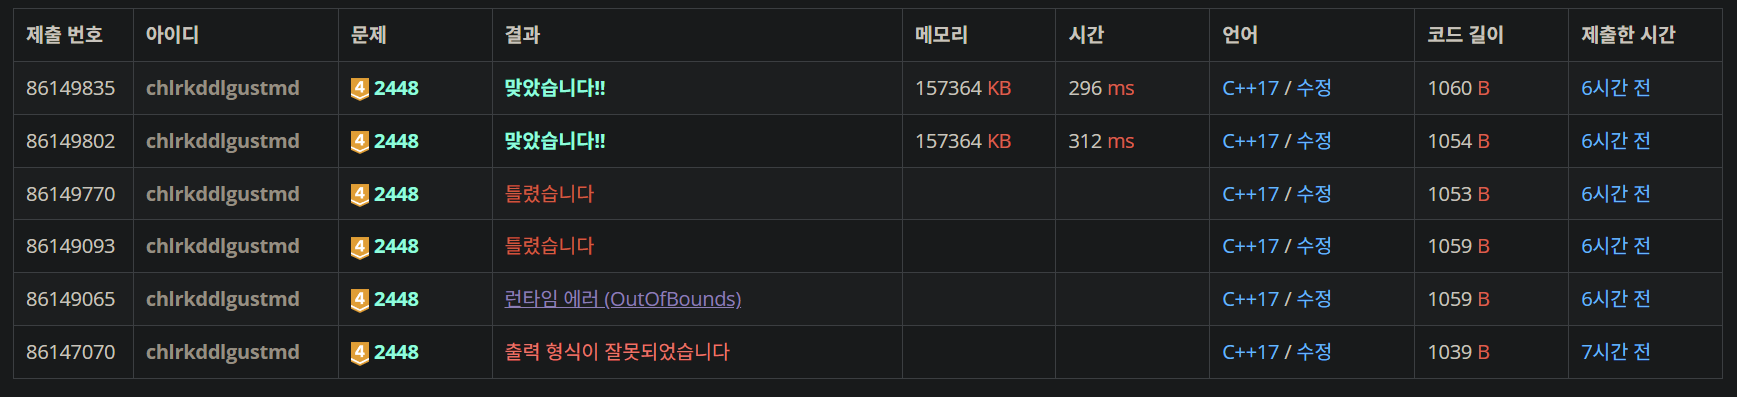 제출 번호 아이디 문제 결과 메모리 시간 언어 코드 길이 제출한 시간
86149835 chlrkddlgustmd 4 2448 맞았습니다!! 157364 KB 296 ms C++17 / 수정 1060 B 6시간 전
86149802 chlrkddlgustmd 4 2448 맞았습니다!! 157364 KB 312 ms C++17 / 수정 1054 B 6시간 전
86149770 chlrkddlgustmd 4 2448 틀렸습니다 C++17 / 수정 1053 B 6시간 전
86149093 chlrkddlgustmd 4 2448 틀렸습니다 C++17 / 수정 1059 B 6시간 전
86149065 chlrkddlgustmd 4 2448 런타임 에러 (OutOfBounds) C++17 / 수정 1059 B 6시간 전
86147070 chlrkddlgustmd 4 2448 출력 형식이 잘못되었습니다 C++17 / 수정 1039 B 7시간 전